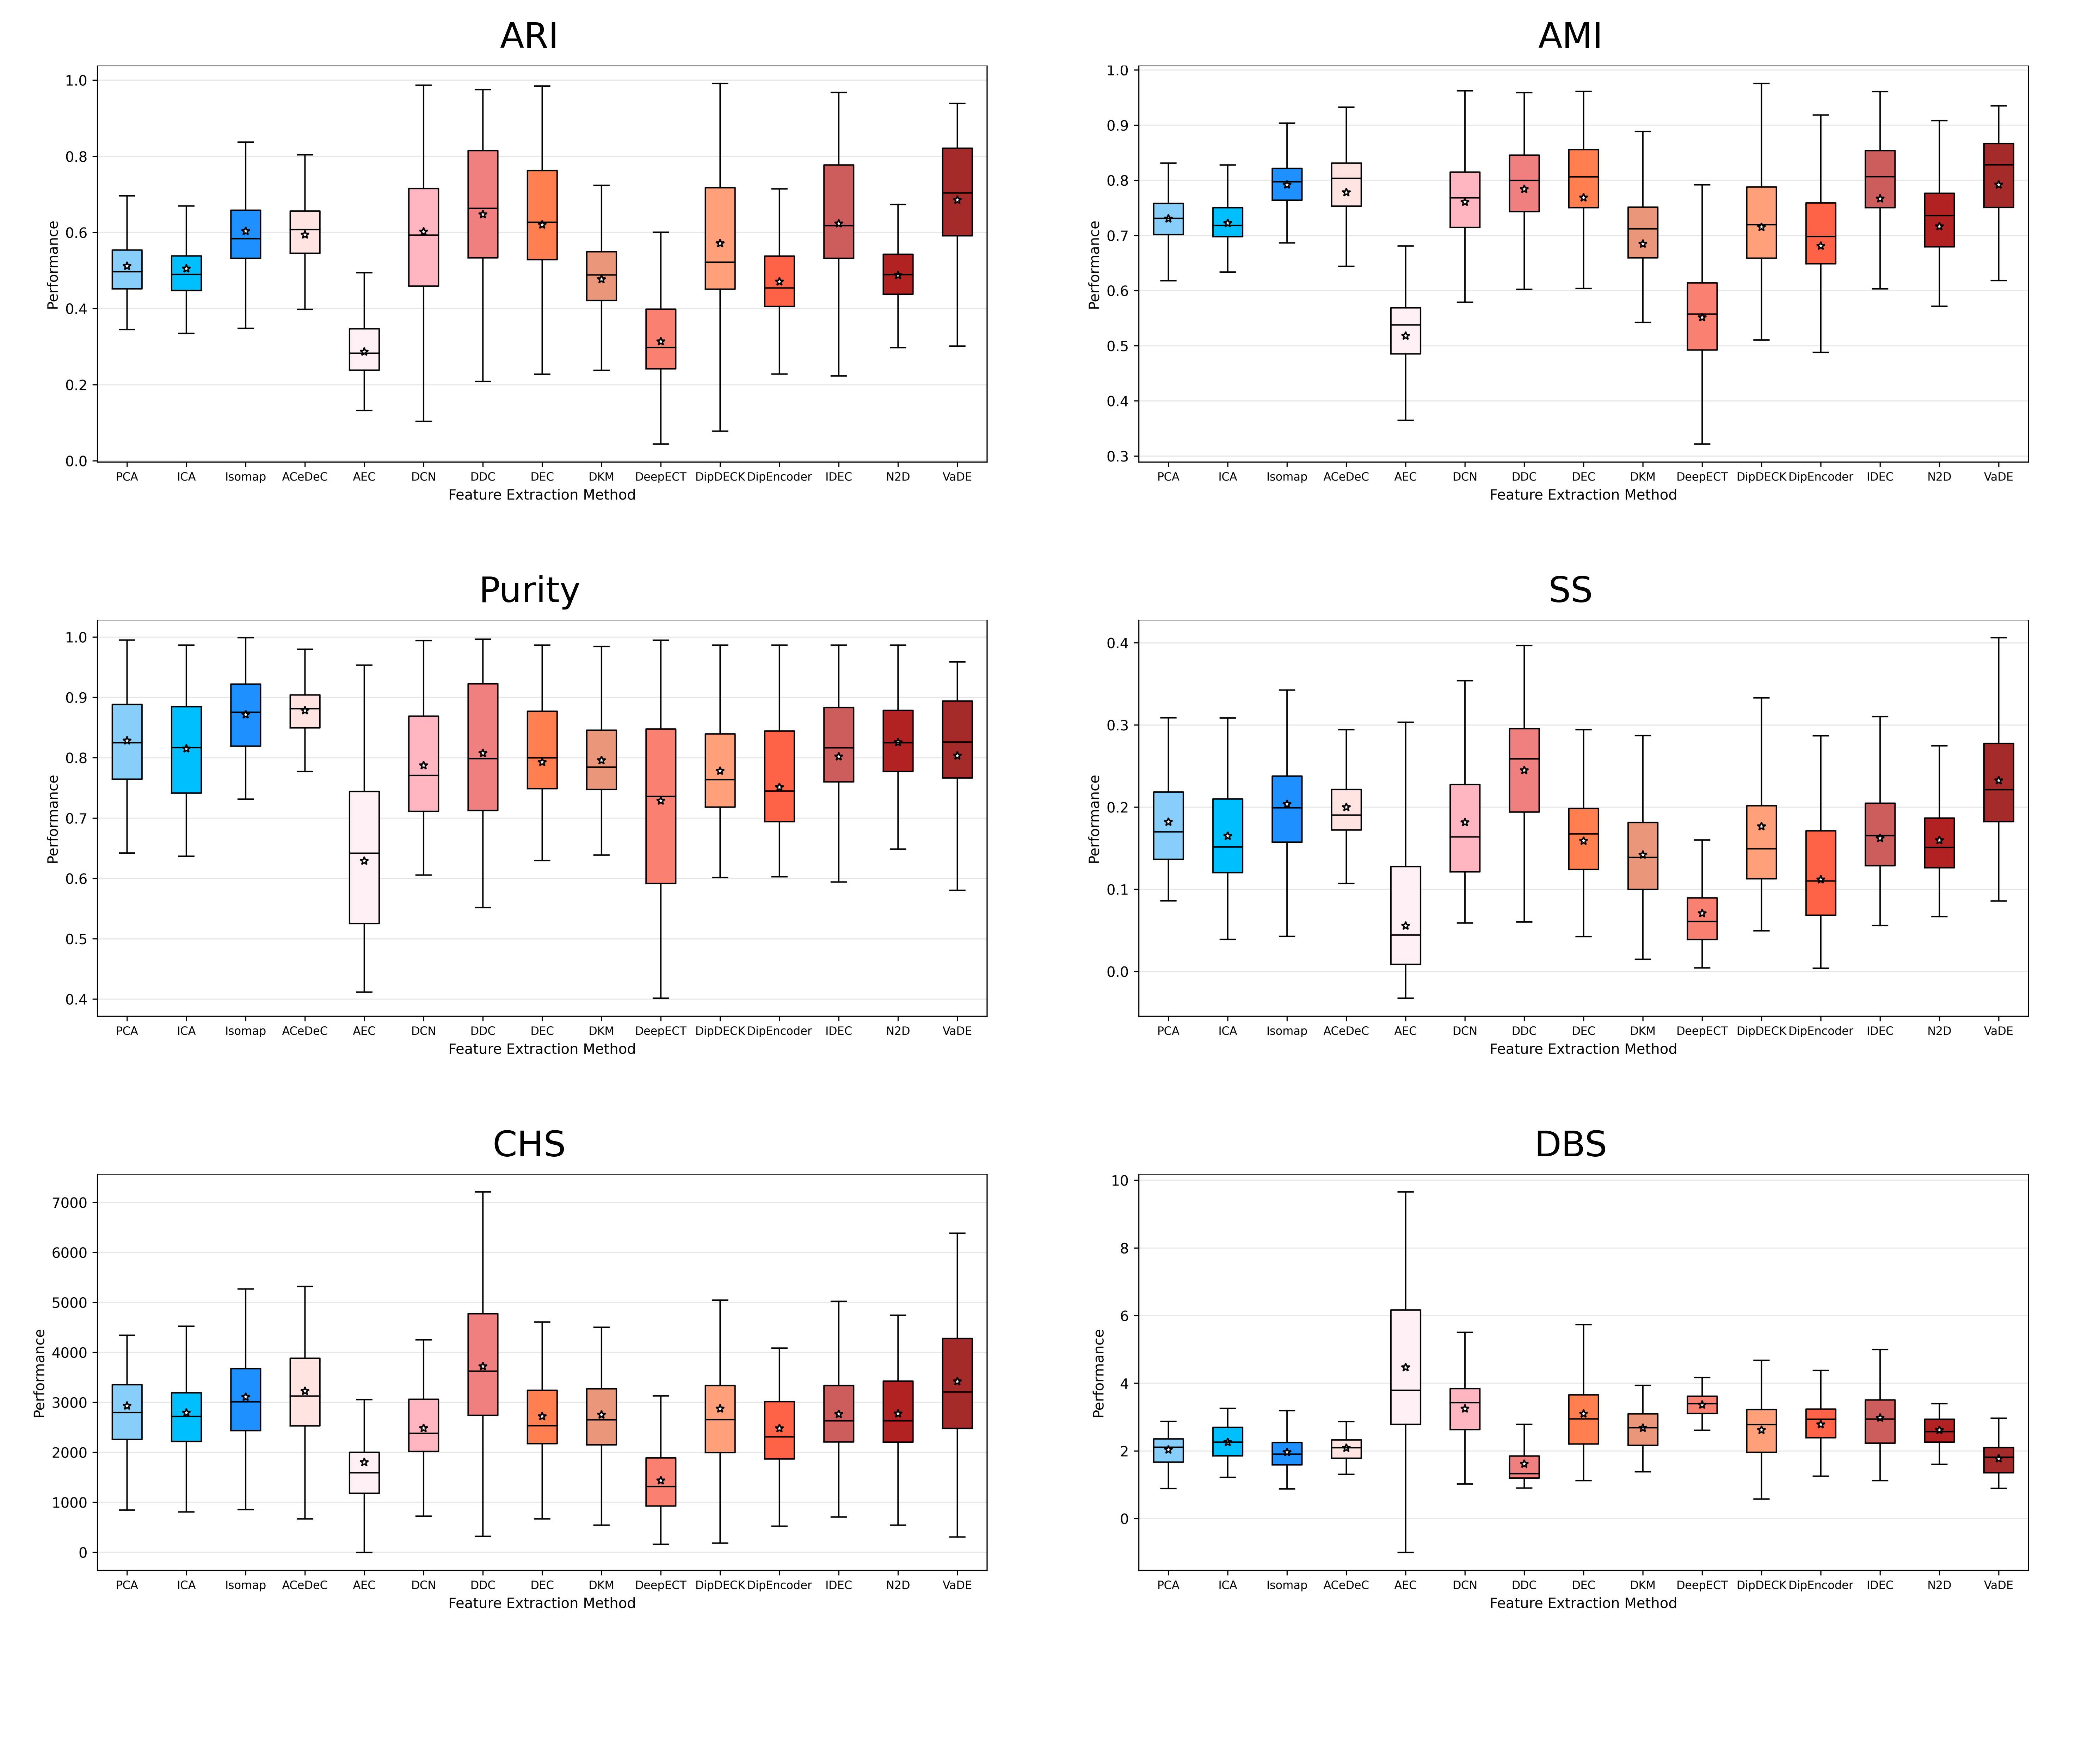 ARI
1.0
0.8
0.6
0.4
0.2
0.0
Performance
PCA ICA Isomap ACeDeC AEC DCN DDC DEC DKM DeepECT DipDECK DipEncoder IDEC N2D VaDE
Feature Extraction Method
AMI
1.0
0.9
0.8
0.7
0.6
0.5
0.4
0.3
Performance
PCA ICA Isomap ACeDeC AEC DCN DDC DEC DKM DeepECT DipDECK DipEncoder IDEC N2D VaDE
Feature Extraction Method
Purity
1.0
0.9
0.8
0.7
0.6
0.5
0.4
Performance
PCA ICA Isomap ACeDeC AEC DCN DDC DEC DKM DeepECT DipDECK DipEncoder IDEC N2D VaDE
Feature Extraction Method
SS
0.4
0.3
0.2
0.1
0.0
Performance
PCA ICA Isomap ACeDeC AEC DCN DDC DEC DKM DeepECT DipDECK DipEncoder IDEC N2D VaDE
Feature Extraction Method
CHS
7000
6000
5000
4000
3000
2000
1000
0
Performance
PCA ICA Isomap ACeDeC AEC DCN DDC DEC DKM DeepECT DipDECK DipEncoder IDEC N2D VaDE
Feature Extraction Method
DBS
10
8
6
4
2
0
Performance
PCA ICA Isomap ACeDeC AEC DCN DDC DEC DKM DeepECT DipDECK DipEncoder IDEC N2D VaDE
Feature Extraction Method